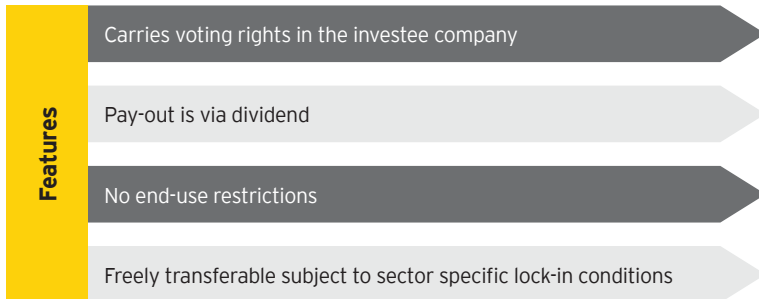 Features
Carries voting rights in the investee company
Pay-out is via dividend
No end-use restrictions
Freely transferable subject to sector specific lock-in conditions